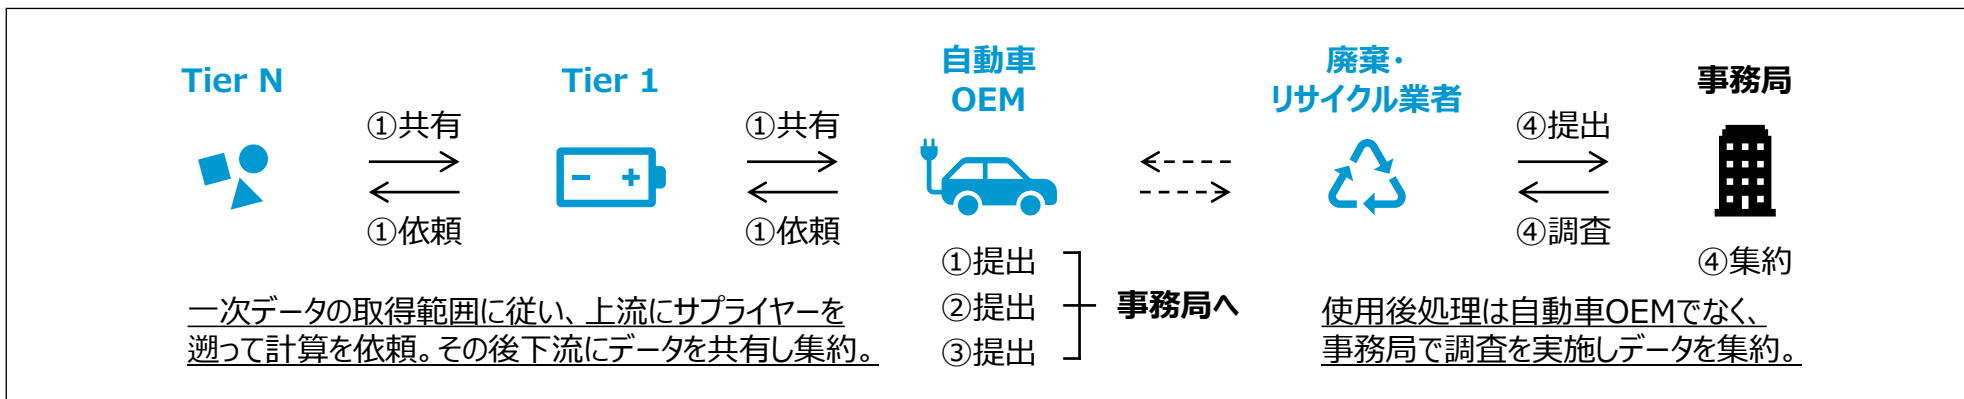 Tier N
①共有
①依頼
Tier 1
①共有
①依頼
自動車
OEM
①提出
②提出
③提出
事務局へ
廃棄・
リサイクル業者
④提出
④調査
事務局
④集約
一次データの取得範囲に従い、上流にサプライヤーを
遡って計算を依頼。その後下流にデータを共有し集約。
使用後処理は自動車OEMでなく、
事務局で調査を実施しデータを集約。